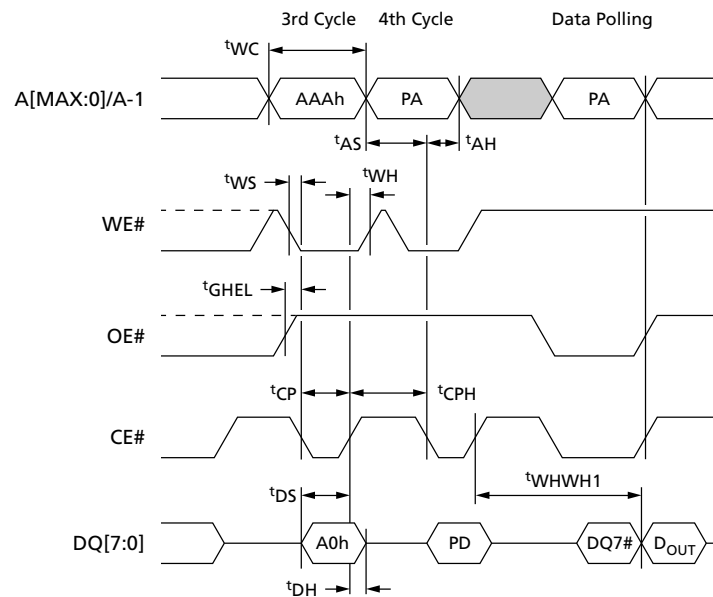 3rd Cycle 4th Cycle Data Polling
tWC
A[MAX:0]/A-1 AAAh PA PA
tAS tAH
tWS tWH
WE#
tGHEL
OE#
tCP tCPH
CE#
tWHWH1
tDS
DQ[7:0] A0h PD DQ7# DOUT
tDH